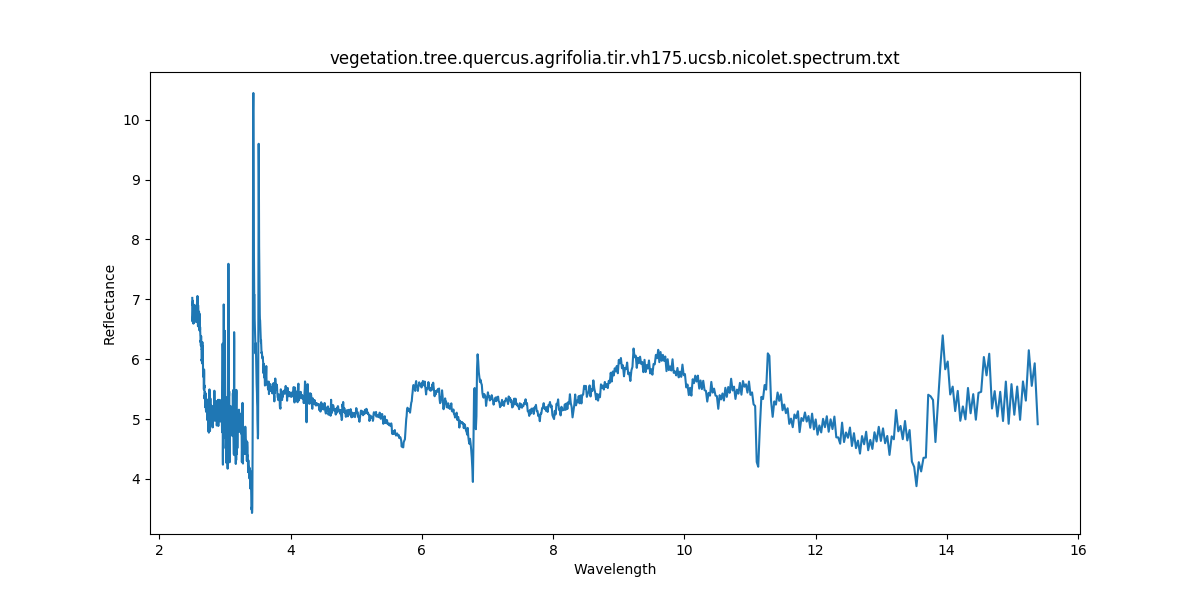 vegetation.tree.quercus.agrifolia.tir.vh175.ucsb.nicolet.spectrum.txt
10
9
8
7
6
5
4
Reflectance
2 4 6 8 10 12 14 16
Wavelength